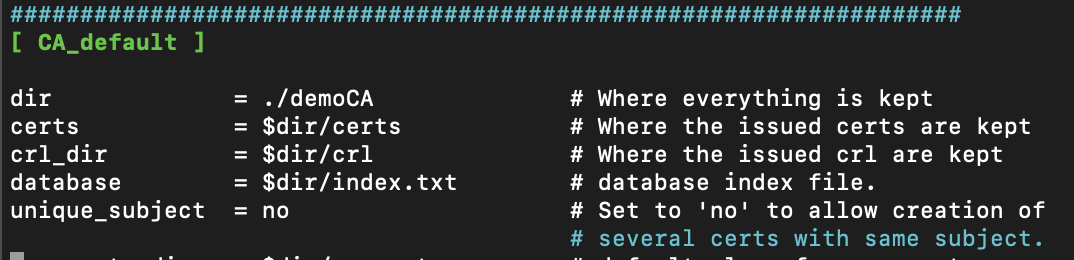 ####################################################################
[ CA_default ]
dir             = ./demoCA              # Where everything is kept
certs           = $dir/certs            # Where the issued certs are kept
crl_dir         = $dir/crl              # Where the issued crl are kept
database        = $dir/index.txt        # database index file.
unique_subject  = no                    # Set to 'no' to allow creation of
                                        # several certs with same subject.